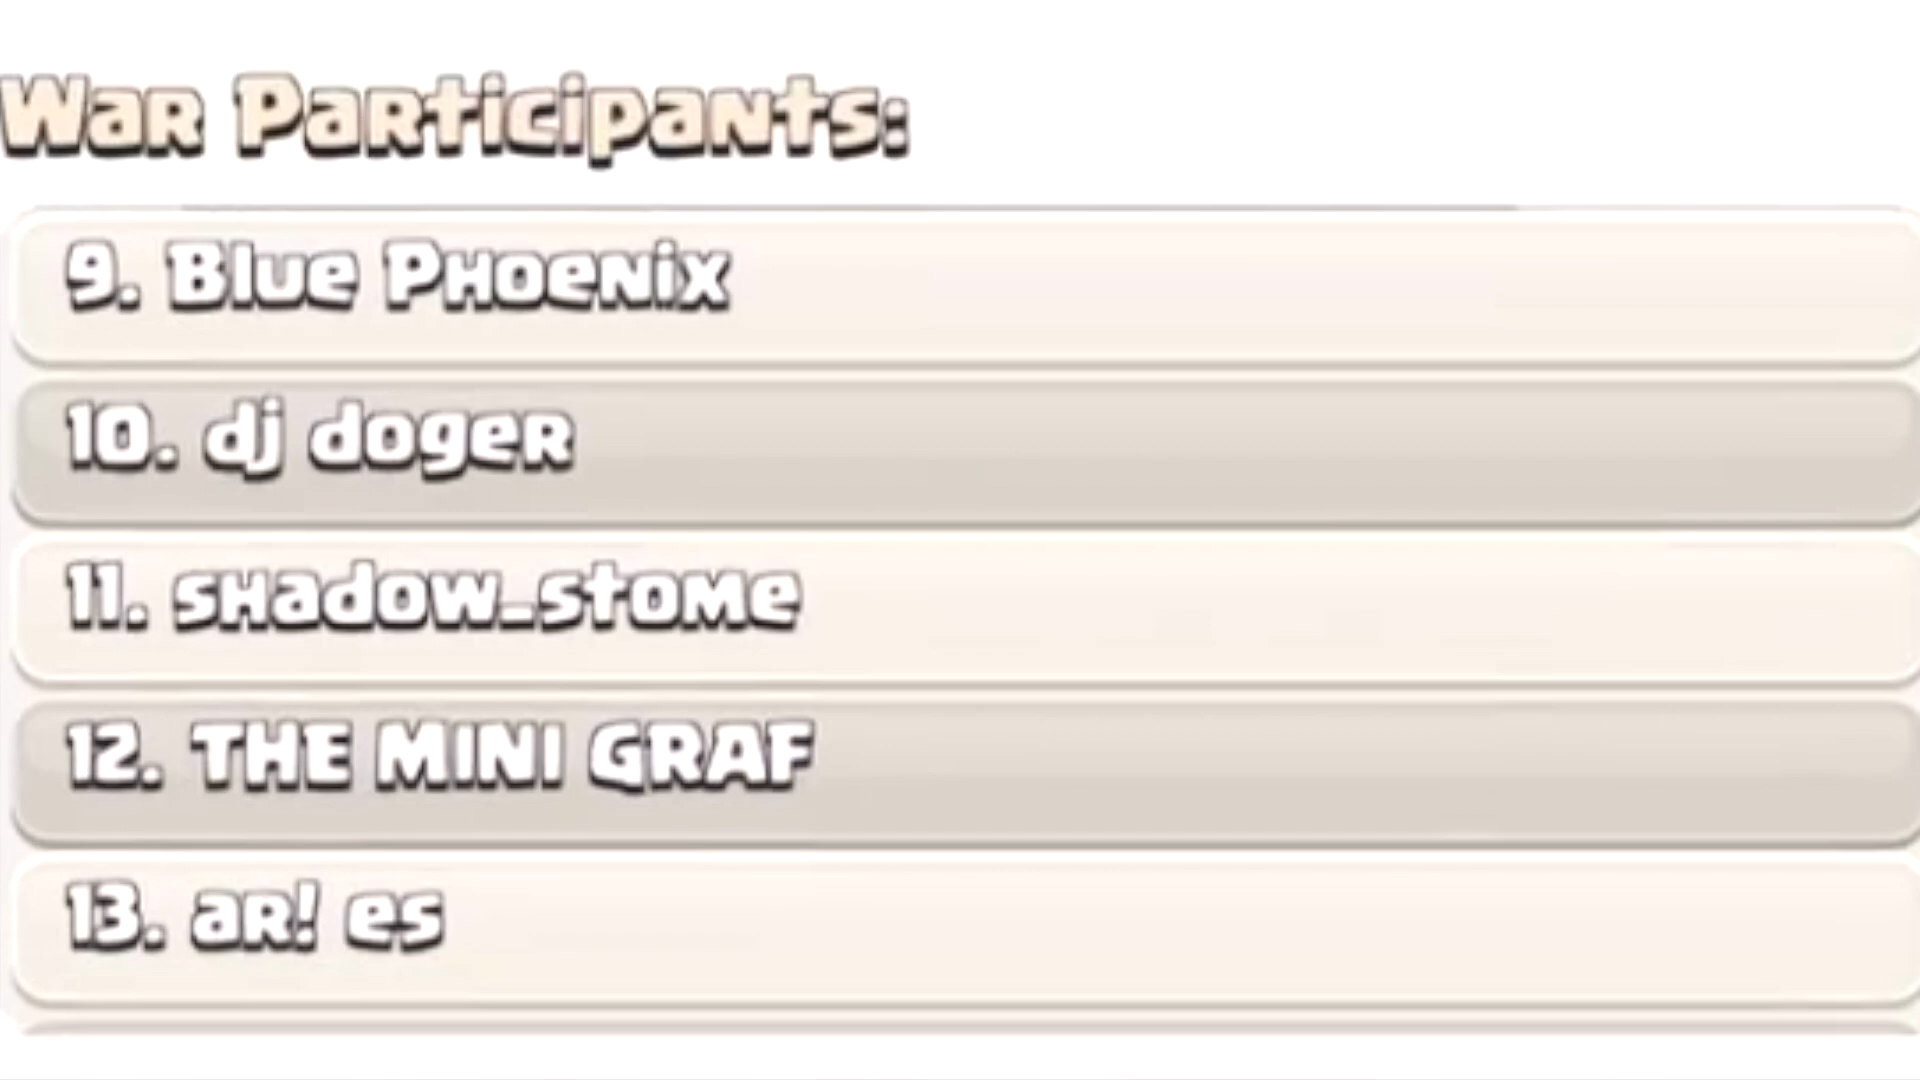 War Participants:
9. Blue Phoenix
10. dj doger
11. shadow_stome
12. THE MINI GRAF
13. ar! es